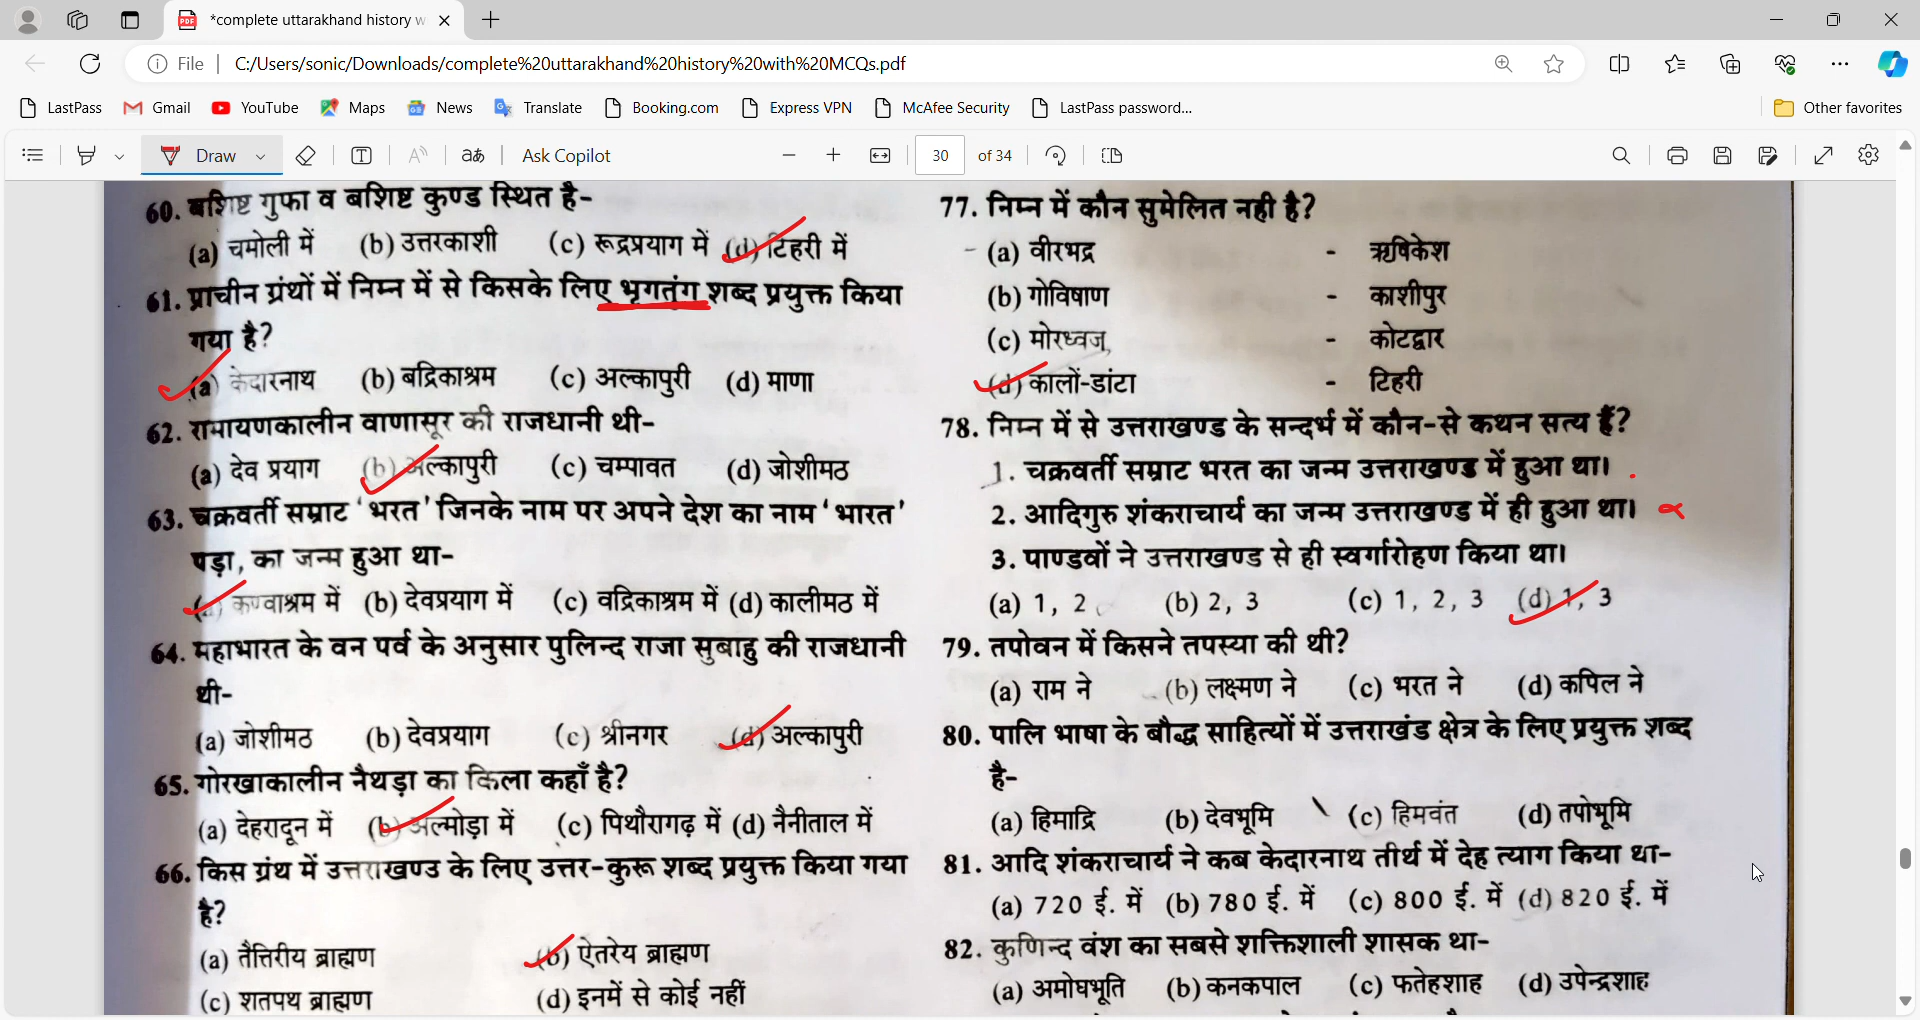 *complete uttarakhand history w
File
C:/Users/sonic/Downloads/complete%20uttarakhand%20history%20with%20MCQs.pdf
LastPass Gmail YouTube Maps News Translate Booking.com Express VPN McAfee Security LastPass password... Other favorites
Draw Ask Copilot 30 of 34
60. बशिष्ट गुफा व बशिष्ट कुण्ड स्थित है-
(a) चमोली में (b) उत्तरकाशी (c) रूद्रप्रयाग में (d) टिहरी में
61. प्राचीन ग्रंथों में निम्न में से किसके लिए भृगतुंग शब्द प्रयुक्त किया
गया है?
(a) केदारनाथ (b) बद्रिकाश्रम (c) अल्कापुरी (d) माणा
62. रामायणकालीन वाणासूर की राजधानी थी-
(a) देव प्रयाग (b) अल्कापुरी (c) चम्पावत (d) जोशीमठ
63. चक्रवर्ती सम्राट 'भरत' जिनके नाम पर अपने देश का नाम 'भारत'
पड़ा, का जन्म हुआ था-
(a) कण्वाश्रम में (b) देवप्रयाग में (c) वद्रिकाश्रम में (d) कालीमठ में
64. महाभारत के वन पर्व के अनुसार पुलिन्द राजा सुबाहु की राजधानी
थी-
(a) जोशीमठ (b) देवप्रयाग (c) श्रीनगर (d) अल्कापुरी
65. गोरखाकालीन नैथड़ा का किला कहाँ है?
(a) देहरादून में (b) अल्मोड़ा में (c) पिथौरागढ़ में (d) नैनीताल में
66. किस ग्रंथ में उत्तराखण्ड के लिए उत्तर-कुरू शब्द प्रयुक्त किया गया
है?
(a) तैत्तिरीय ब्राह्मण (b) ऐतरेय ब्राह्मण
(c) शतपथ ब्राह्मण (d) इनमें से कोई नहीं
77. निम्न में कौन सुमेलित नही है?
(a) वीरभद्र - ऋषिकेश
(b) गोविषाण - काशीपुर
(c) मोरध्वज, - कोटद्वार
(d) कालों-डांटा - टिहरी
78. निम्न में से उत्तराखण्ड के सन्दर्भ में कौन-से कथन सत्य हैं?
1. चक्रवर्ती सम्राट भरत का जन्म उत्तराखण्ड में हुआ था।
2. आदिगुरु शंकराचार्य का जन्म उत्तराखण्ड में ही हुआ था।
3. पाण्डवों ने उत्तराखण्ड से ही स्वर्गारोहण किया था।
(a) 1, 2 (b) 2, 3 (c) 1, 2, 3 (d) 1, 3
79. तपोवन में किसने तपस्या की थी?
(a) राम ने (b) लक्ष्मण ने (c) भरत ने (d) कपिल ने
80. पालि भाषा के बौद्ध साहित्यों में उत्तराखंड क्षेत्र के लिए प्रयुक्त शब्द
है-
(a) हिमाद्रि (b) देवभूमि (c) हिमवंत (d) तपोभूमि
81. आदि शंकराचार्य ने कब केदारनाथ तीर्थ में देह त्याग किया था-
(a) 720 ई. में (b) 780 ई. में (c) 800 ई. में (d) 820 ई. में
82. कुणिन्द वंश का सबसे शक्तिशाली शासक था-
(a) अमोघभूति (b) कनकपाल (c) फतेहशाह (d) उपेन्द्रशाह